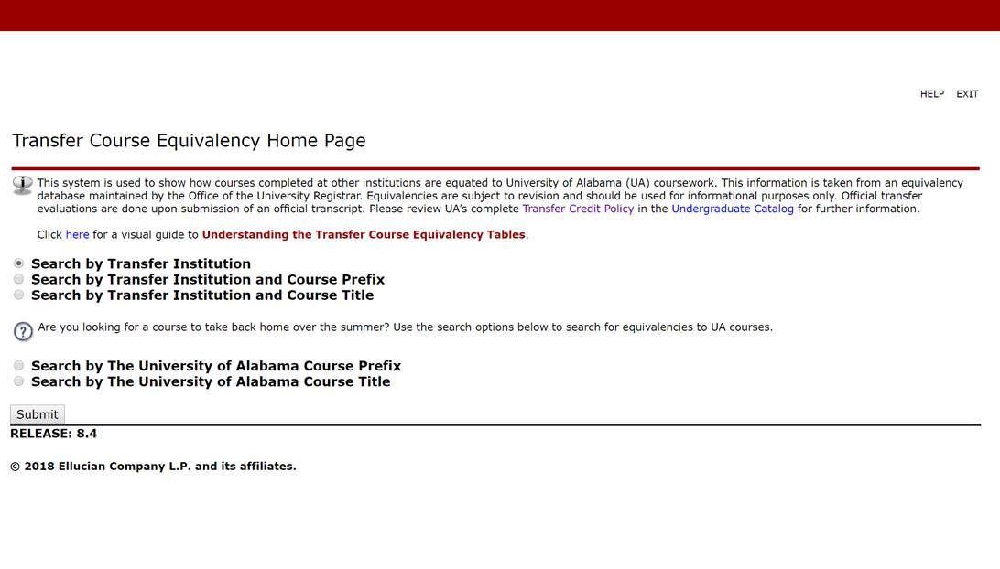 HELP EXIT
Transfer Course Equivalency Home Page
This system is used to show how courses completed at other institutions are equated to University of Alabama (UA) coursework. This information is taken from an equivalency
database maintained by the Office of the University Registrar. Equivalencies are subject to revision and should be used for informational purposes only. Official transfer
evaluations are done upon submission of an official transcript. Please review UA's complete Transfer Credit Policy in the Undergraduate Catalog for further information.
Click here for a visual guide to Understanding the Transfer Course Equivalency Tables.
Search by Transfer Institution
Search by Transfer Institution and Course Prefix
Search by Transfer Institution and Course Title
Are you looking for a course to take back home over the summer? Use the search options below to search for equivalencies to UA courses.
Search by The University of Alabama Course Prefix
Search by The University of Alabama Course Title
Submit
RELEASE: 8.4
© 2018 Ellucian Company L.P. and its affiliates.